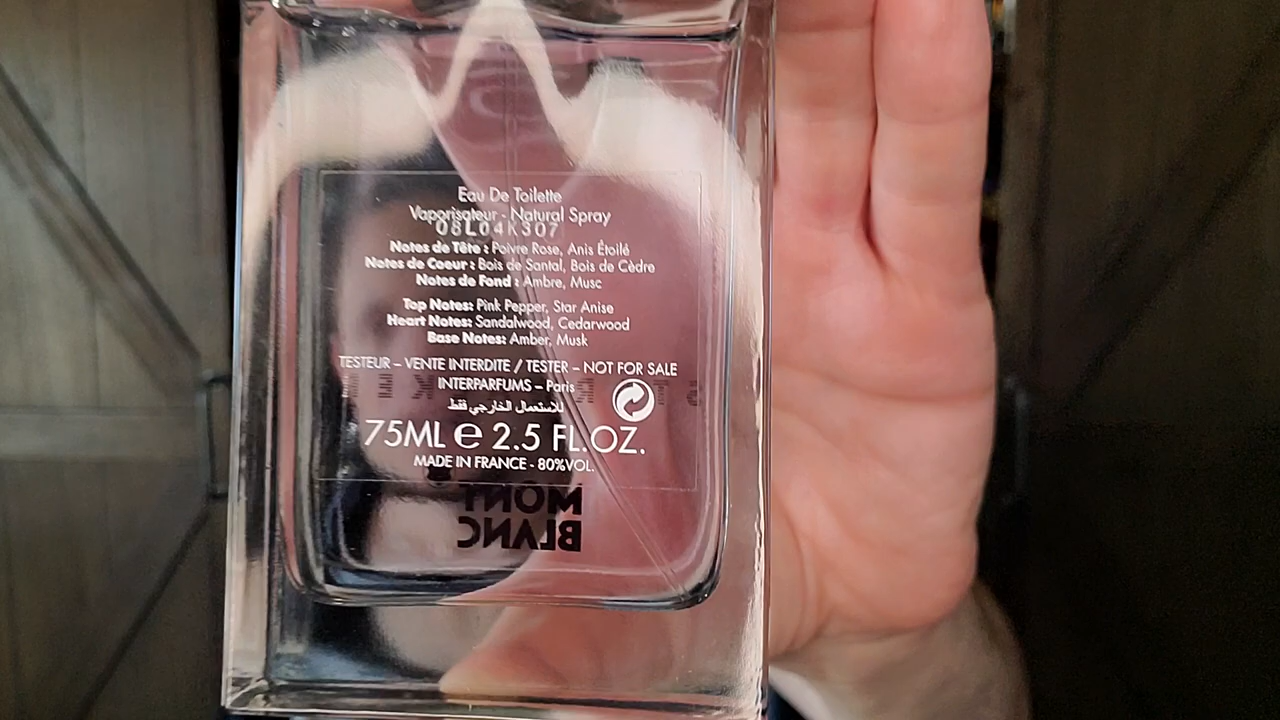 Eau De Toilette
Vaporisateur - Natural Spray
08L04K307
Notes de Tête : Poivre Rose, Anis Étoilé
Notes de Coeur : Bois de Santal, Bois de Cèdre
Notes de Fond : Ambre, Musc
Top Notes: Pink Pepper, Star Anise
Heart Notes: Sandalwood, Cedarwood
Base Notes: Amber, Musk
TESTEUR – VENTE INTERDITE / TESTER – NOT FOR SALE
INTERPARFUMS – Paris
للاستعمال الخارجي فقط
75ML e 2.5 FL.OZ.
MADE IN FRANCE - 80%VOL.
MONT
BLANC